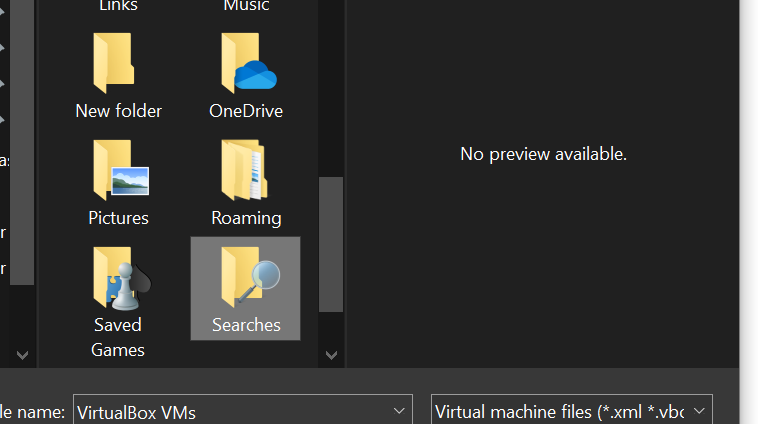 Links Music
New folder OneDrive
No preview available.
Pictures Roaming
Saved
Games
Searches
le name: VirtualBox VMs Virtual machine files (*.xml *.vbo